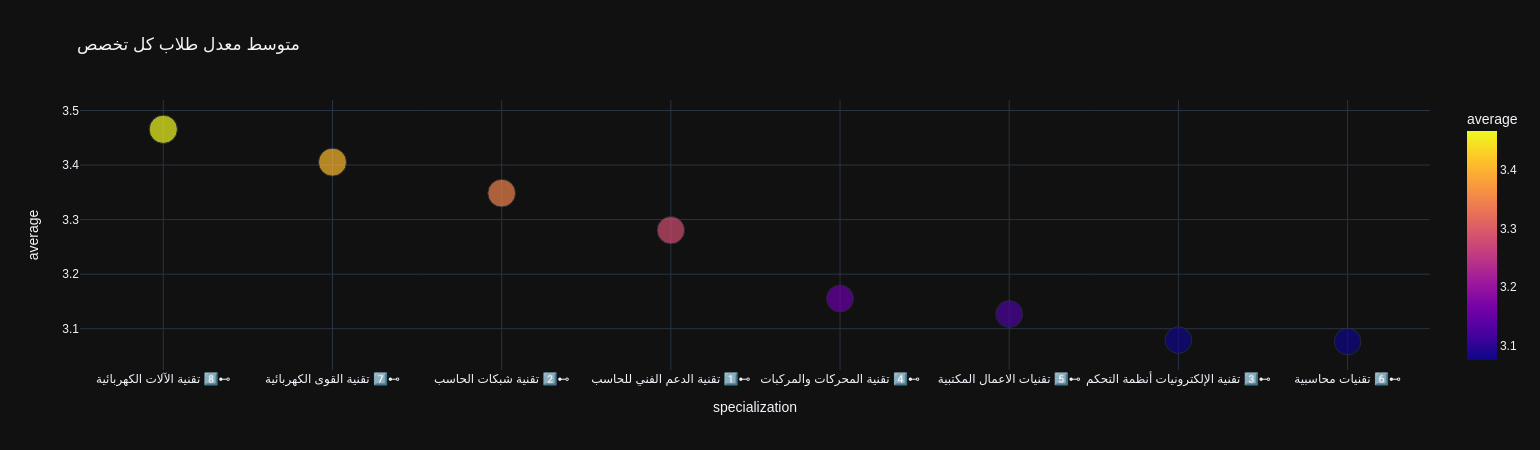 متوسط معدل طلاب كل تخصص
average
3.5
3.4
3.3
3.2
3.1
⊷8️⃣ تقنية الآلات الكهربائية
⊷7️⃣ تقنية القوى الكهربائية
⊷2️⃣ تقنية شبكات الحاسب
⊷1️⃣ تقنية الدعم الفني للحاسب
⊷4️⃣ تقنية المحركات والمركبات
⊷5️⃣ تقنيات الاعمال المكتبية
⊷3️⃣ تقنية الإلكترونيات أنظمة التحكم
⊷6️⃣ تقنيات محاسبية
specialization
average
3.4
3.3
3.2
3.1